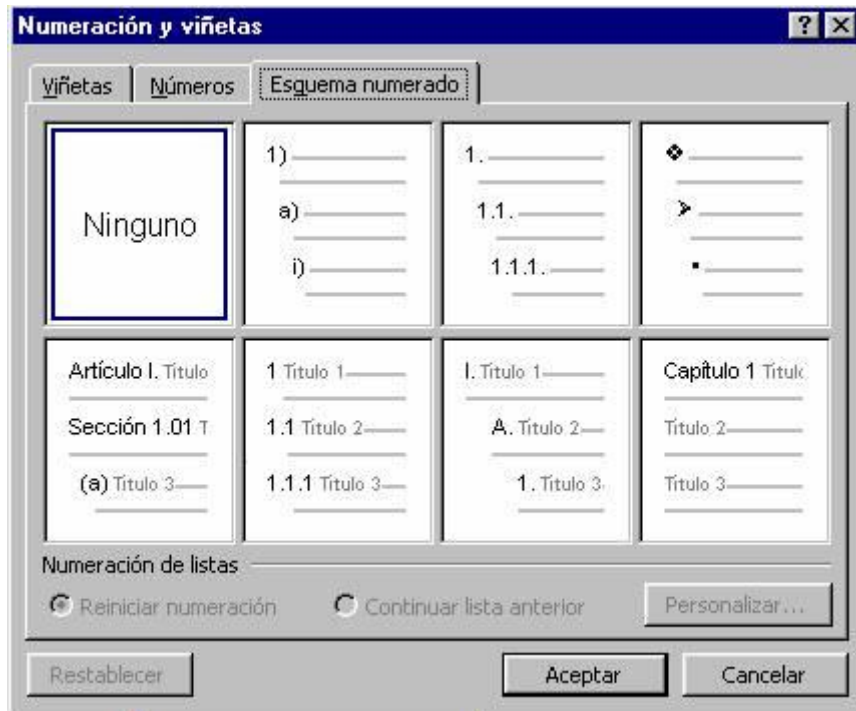 Numeración y viñetas
Viñetas Números Esquema numerado
Ninguno
1)
a)
i)
1.
1.1.
1.1.1.
Artículo I. Título
Sección 1.01 T
(a) Título 3
1 Título 1
1.1 Título 2
1.1.1 Título 3
I. Título 1
A. Título 2
1. Título 3
Capítulo 1
Título 2
Título 3
Numeración de listas
Reiniciar numeración Continuar lista anterior Personalizar...
Restablecer Aceptar Cancelar